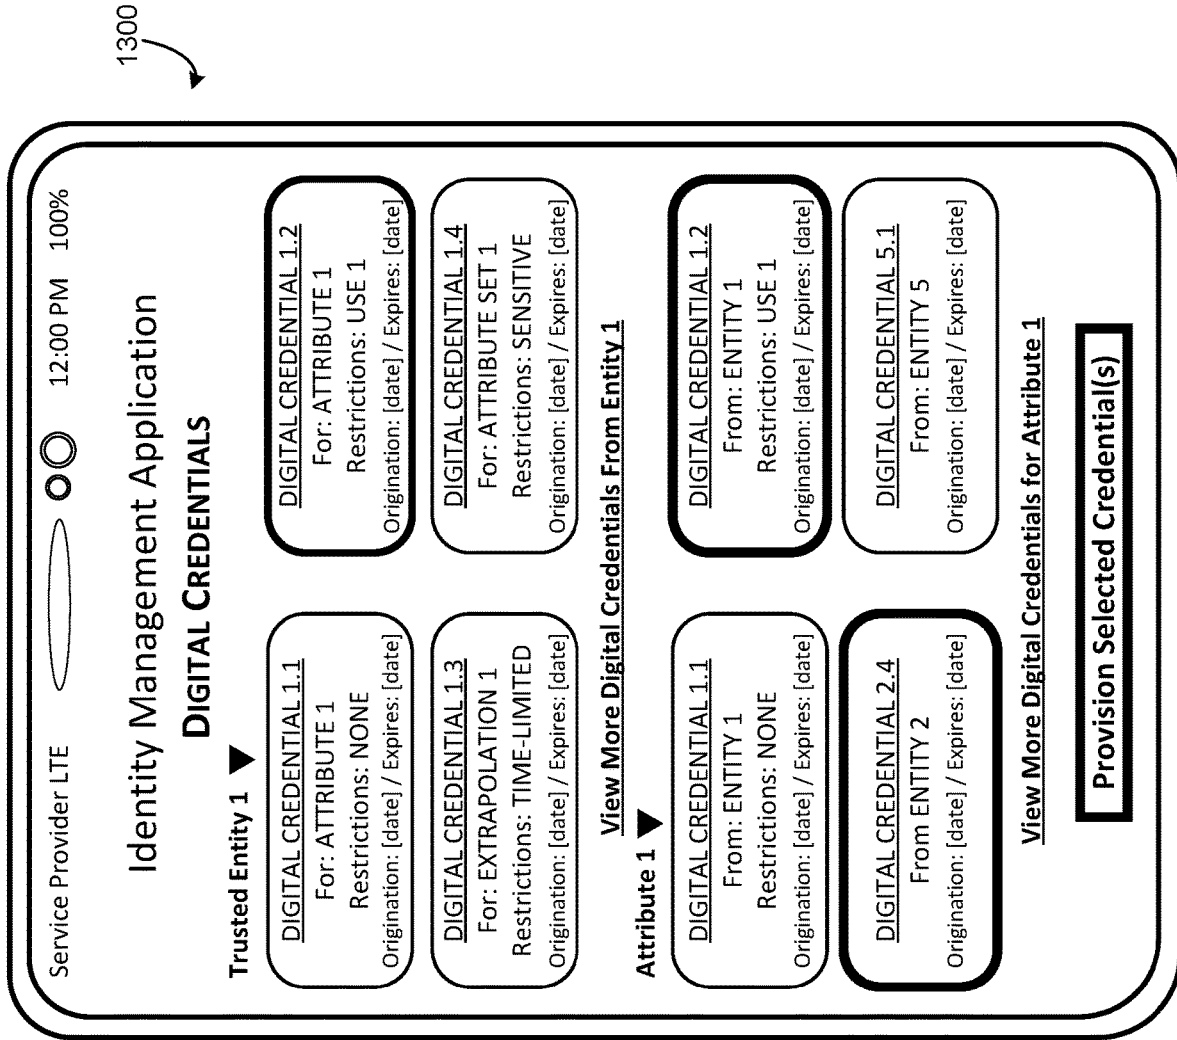 1300
Service Provider LTE 12:00 PM 100%
Identity Management Application
DIGITAL CREDENTIALS
Trusted Entity 1 ▼
DIGITAL CREDENTIAL 1.1
For: ATTRIBUTE 1
Restrictions: NONE
Origination: [date] / Expires: [date]
DIGITAL CREDENTIAL 1.2
For: ATTRIBUTE 1
Restrictions: USE 1
Origination: [date] / Expires: [date]
DIGITAL CREDENTIAL 1.3
For: EXTRAPOLATION 1
Restrictions: TIME-LIMITED
Origination: [date] / Expires: [date]
DIGITAL CREDENTIAL 1.4
For: ATTRIBUTE SET 1
Restrictions: SENSITIVE
Origination: [date] / Expires: [date]
View More Digital Credentials From Entity 1
Attribute 1 ▼
DIGITAL CREDENTIAL 1.1
From: ENTITY 1
Restrictions: NONE
Origination: [date] / Expires: [date]
DIGITAL CREDENTIAL 1.2
From: ENTITY 1
Restrictions: USE 1
Origination: [date] / Expires: [date]
DIGITAL CREDENTIAL 2.4
From ENTITY 2
Origination: [date] / Expires: [date]
DIGITAL CREDENTIAL 5.1
From: ENTITY 5
Origination: [date] / Expires: [date]
View More Digital Credentials for Attribute 1
Provision Selected Credential(s)